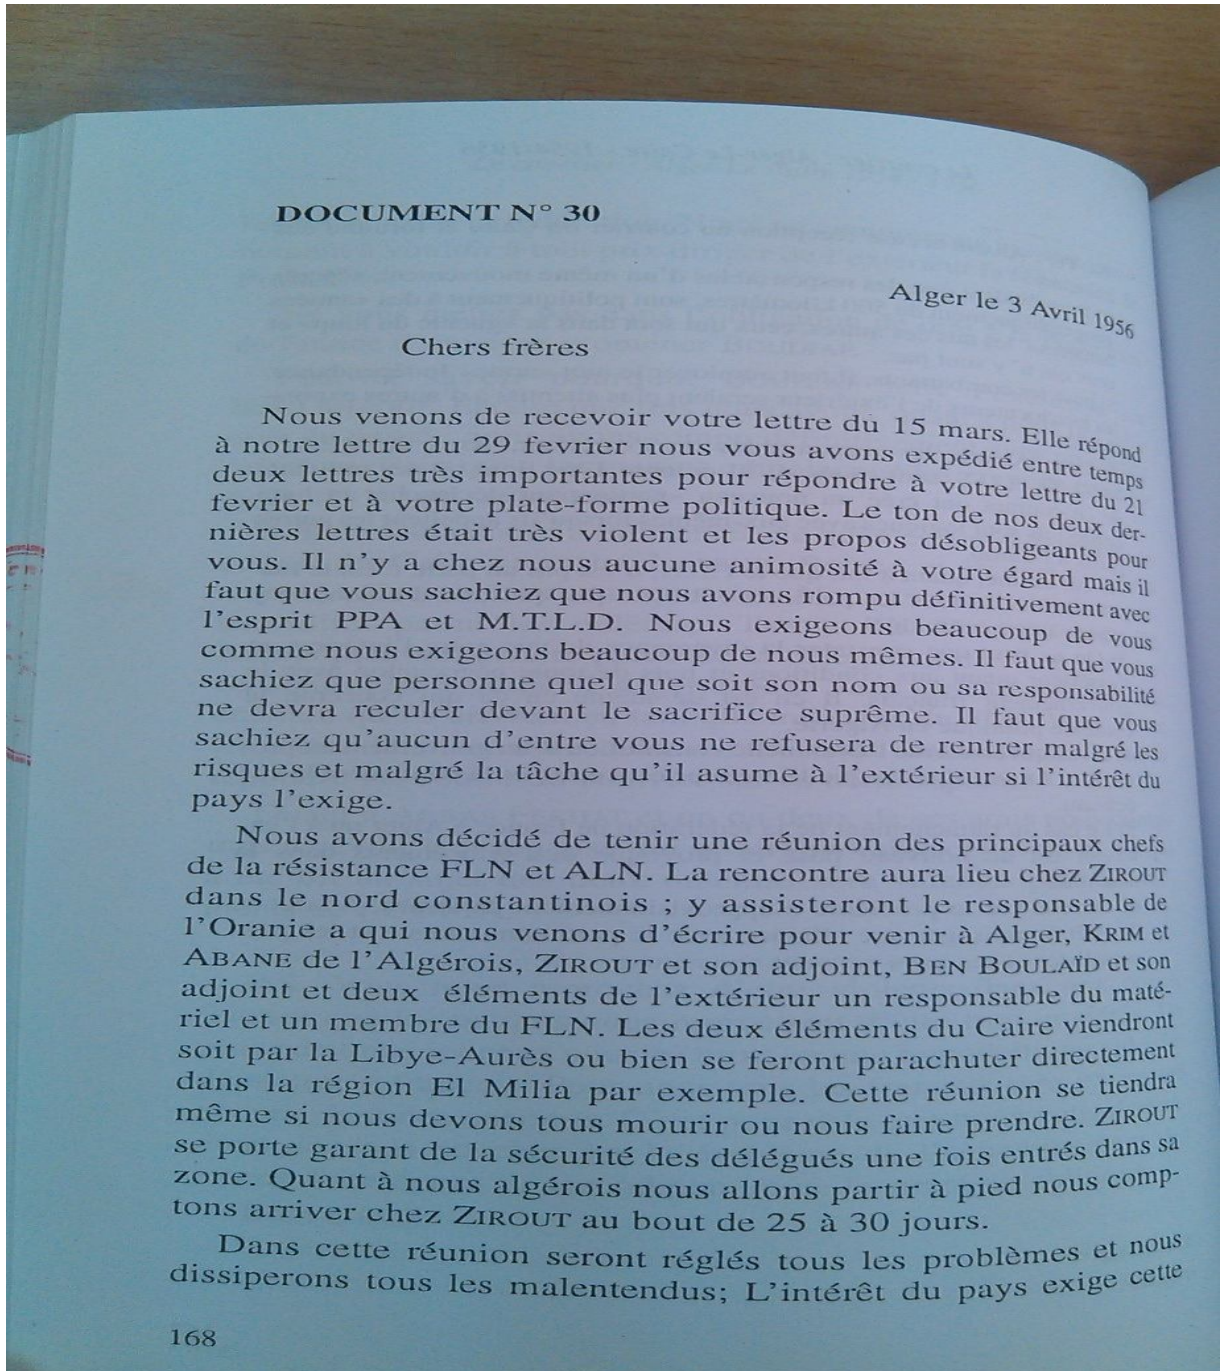 DOCUMENT N° 30
Alger le 3 Avril 1956
Chers frères
Nous venons de recevoir votre lettre du 15 mars. Elle répond
à notre lettre du 29 fevrier nous vous avons expédié entre temps
deux lettres très importantes pour répondre à votre lettre du 21
fevrier et à votre plate-forme politique. Le ton de nos deux der-
nières lettres était très violent et les propos désobligeants pour
vous. Il n'y a chez nous aucune animosité à votre égard mais il
faut que vous sachiez que nous avons rompu définitivement avec
l'esprit PPA et M.T.L.D. Nous exigeons beaucoup de vous
comme nous exigeons beaucoup de nous mêmes. Il faut que vous
sachiez que personne quel que soit son nom ou sa responsabilité
ne devra reculer devant le sacrifice suprême. Il faut que vous
sachiez qu'aucun d'entre vous ne refusera de rentrer malgré les
risques et malgré la tâche qu'il asume à l'extérieur si l'intérêt du
pays l'exige.
Nous avons décidé de tenir une réunion des principaux chefs
de la résistance FLN et ALN. La rencontre aura lieu chez ZIROUT
dans le nord constantinois ; y assisteront le responsable de
l'Oranie a qui nous venons d'écrire pour venir à Alger, KRIM et
ABANE de l'Algérois, ZIROUT et son adjoint, BEN BOULAÏD et son
adjoint et deux éléments de l'extérieur un responsable du maté-
riel et un membre du FLN. Les deux éléments du Caire viendront
soit par la Libye-Aurès ou bien se feront parachuter directement
dans la région El Milia par exemple. Cette réunion se tiendra
même si nous devons tous mourir ou nous faire prendre. ZIROUT
se porte garant de la sécurité des délégués une fois entrés dans sa
zone. Quant à nous algérois nous allons partir à pied nous comp-
tons arriver chez ZIROUT au bout de 25 à 30 jours.
Dans cette réunion seront réglés tous les problèmes et nous
dissiperons tous les malentendus; L'intérêt du pays exige cette
168